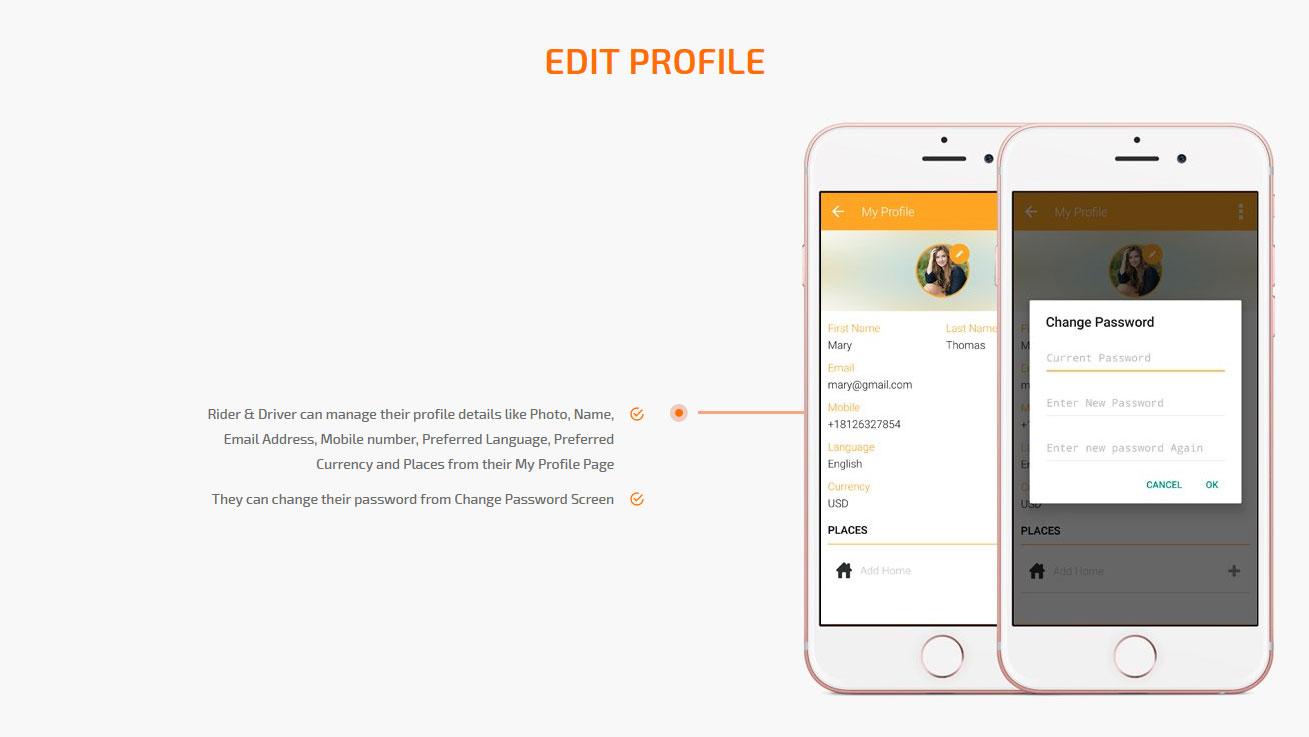 EDIT PROFILE
Rider & Driver can manage their profile details like Photo, Name,
Email Address, Mobile number, Preferred Language, Preferred
Currency and Places from their My Profile Page
They can change their password from Change Password Screen
My Profile
First Name Last Name
Mary Thomas
Email
mary@gmail.com
Mobile
+18126327854
Language
English
Currency
USD
PLACES
Add Home
My Profile
Change Password
Current Password
Enter New Password
Enter new password Again
CANCEL OK
USD
PLACES
Add Home